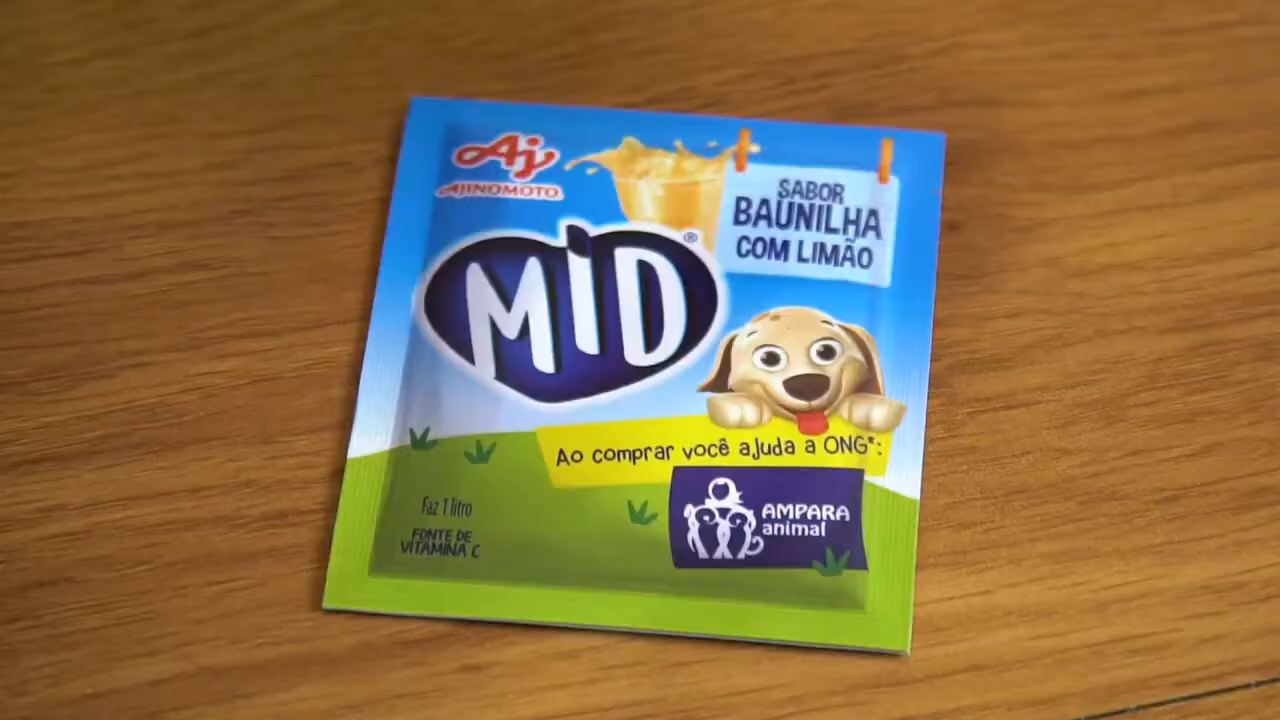 Aj
AJINOMOTO
SABOR
BAUNILHA
COM LIMÃO
MID®
Ao comprar você ajuda a ONG*:
AMPARA
animal
Faz 1 litro
FONTE DE
VITAMINA C